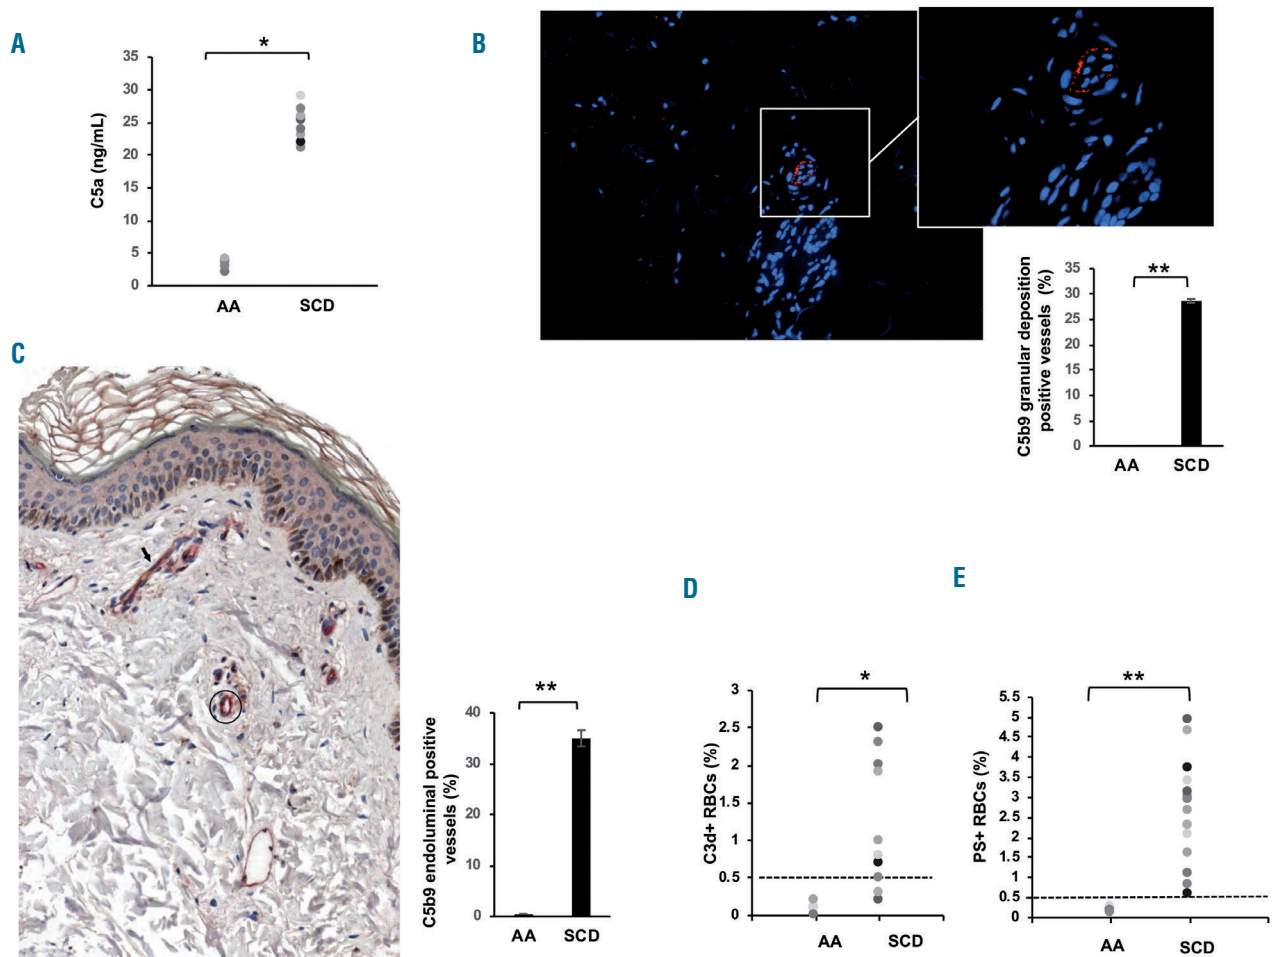 A
*
C5a (ng/mL)
35
30
25
20
15
10
5
0
AA SCD
B
C5b9 granular deposition
positive vessels (%)
**
35
30
25
20
15
10
5
0
AA SCD
C
C5b9 endoluminal positive
vessels (%)
**
40
30
20
10
0
AA SCD
D
*
C3d+ RBCs (%)
3
2.5
2
1.5
1
0.5
0
AA SCD
E
**
PS+ RBCs (%)
5.5
5
4.5
4
3.5
3
2.5
2
1.5
1
0.5
0
AA SCD